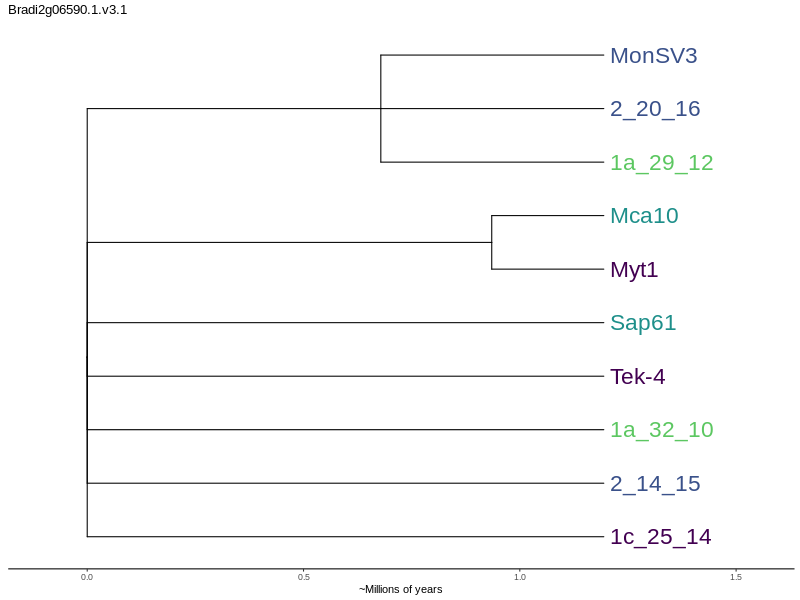 Bradi2g06590.1.v3.1
MonSV3
2_20_16
1a_29_12
Mca10
Myt1
Sap61
Tek-4
1a_32_10
2_14_15
1c_25_14
0.0 0.5 1.0 1.5
~Millions of years